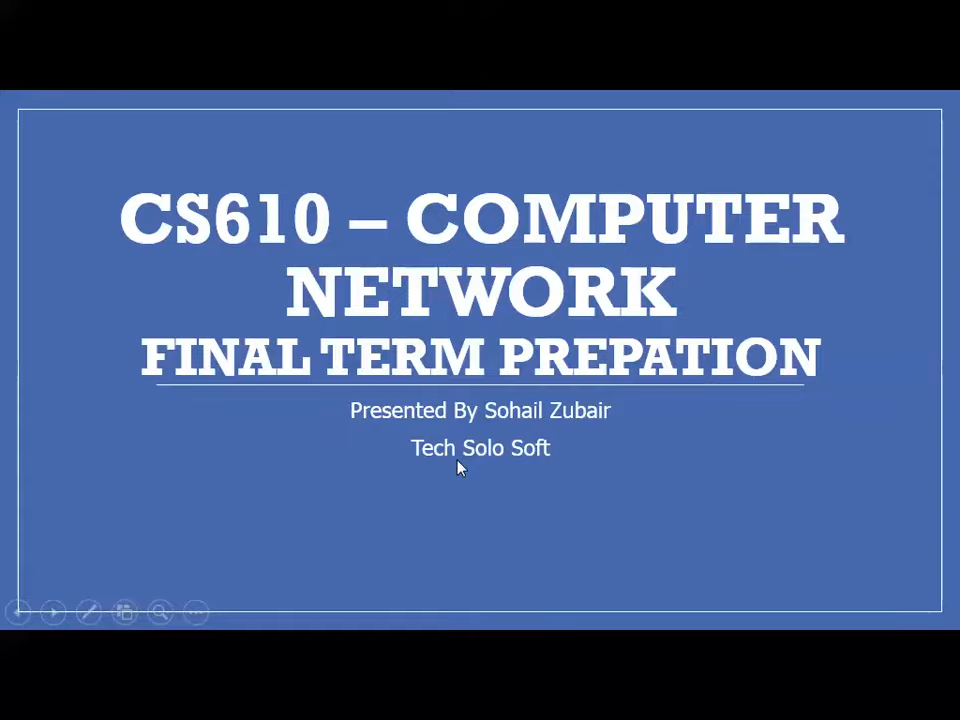 CS610 – COMPUTER
NETWORK
FINAL TERM PREPATION
Presented By Sohail Zubair
Tech Solo Soft